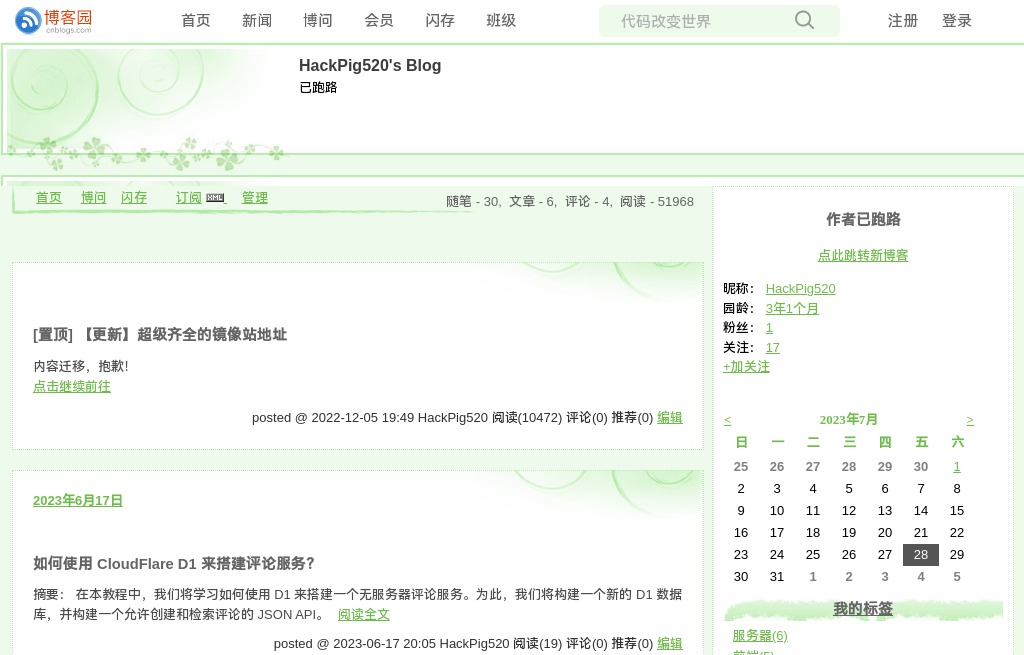 博客园
cnblogs.com
首页 新闻 博问 会员 闪存 班级
代码改变世界
注册 登录
HackPig520's Blog
已跑路
首页 博问 闪存 订阅 XML 管理
随笔 - 30, 文章 - 6, 评论 - 4, 阅读 - 51968
[置顶] 【更新】超级齐全的镜像站地址
内容迁移，抱歉！
点击继续前往
posted @ 2022-12-05 19:49 HackPig520 阅读(10472) 评论(0) 推荐(0) 编辑
2023年6月17日
如何使用 CloudFlare D1 来搭建评论服务？
摘要： 在本教程中，我们将学习如何使用 D1 来搭建一个无服务器评论服务。为此，我们将构建一个新的 D1 数据
库，并构建一个允许创建和检索评论的 JSON API。 阅读全文
posted @ 2023-06-17 20:05 HackPig520 阅读(19) 评论(0) 推荐(0) 编辑
作者已跑路
点此跳转新博客
昵称： HackPig520
园龄： 3年1个月
粉丝： 1
关注： 17
+加关注
< 2023年7月 >
日 一 二 三 四 五 六
25 26 27 28 29 30 1
2 3 4 5 6 7 8
9 10 11 12 13 14 15
16 17 18 19 20 21 22
23 24 25 26 27 28 29
30 31 1 2 3 4 5
我的标签
服务器(6)
前端(5)